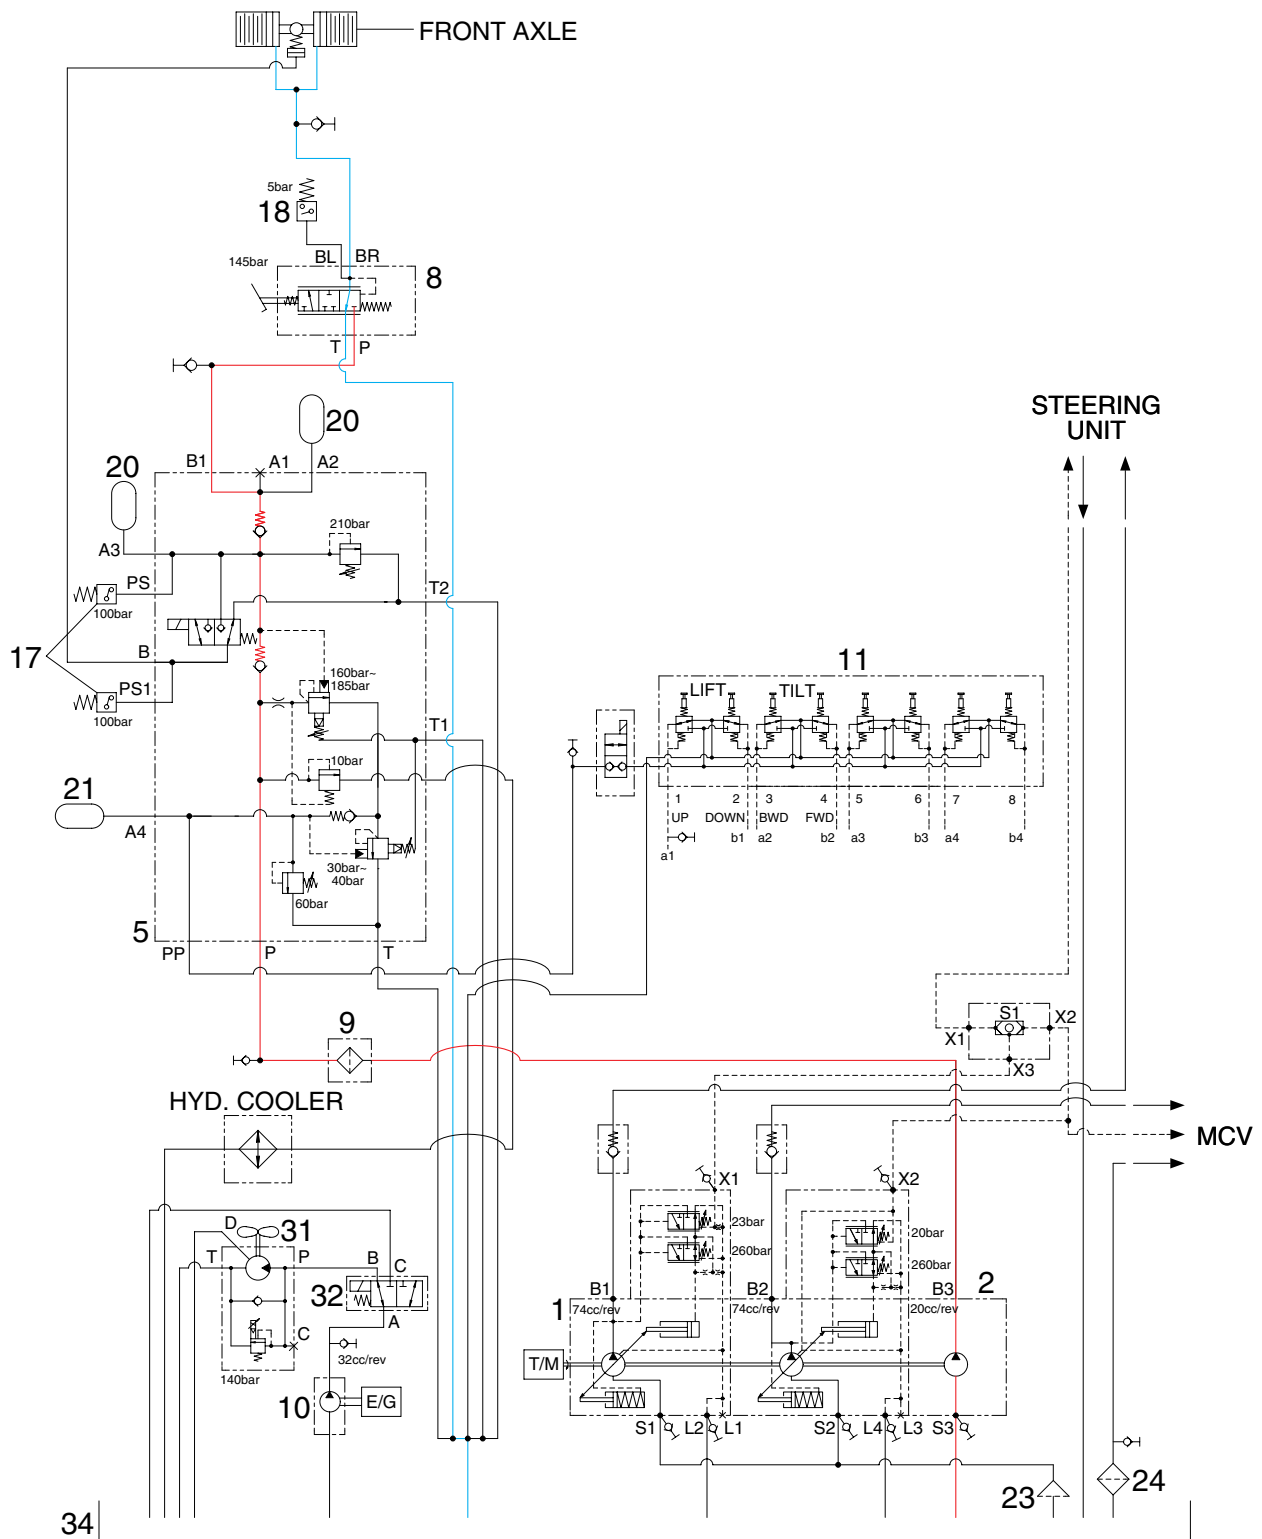 FRONT AXLE
5bar
18
BL BR
145bar
8
T P
20
B1 A1 A2
20
210bar
A3
PS
100bar
T2
17
B
PS1
100bar
160bar~
185bar
T1
10bar
21
A4
30bar~
40bar
60bar
5
PP P T
STEERING
UNIT
11
LIFT TILT
1 2 3 4 5 6 7 8
UP DOWN BWD FWD
a1 b1 a2 b2 a3 b3 a4 b4
9
S1
X1 X2
X3
HYD. COOLER
MCV
X1 X2
23bar 20bar
260bar 260bar
D 31
T P B C
32
C A
140bar
32cc/rev
10 E/G
B1 B2 B3 2
1 74cc/rev 74cc/rev 20cc/rev
T/M
S1 L2 L1 S2 L4 L3 S3
23 24
34